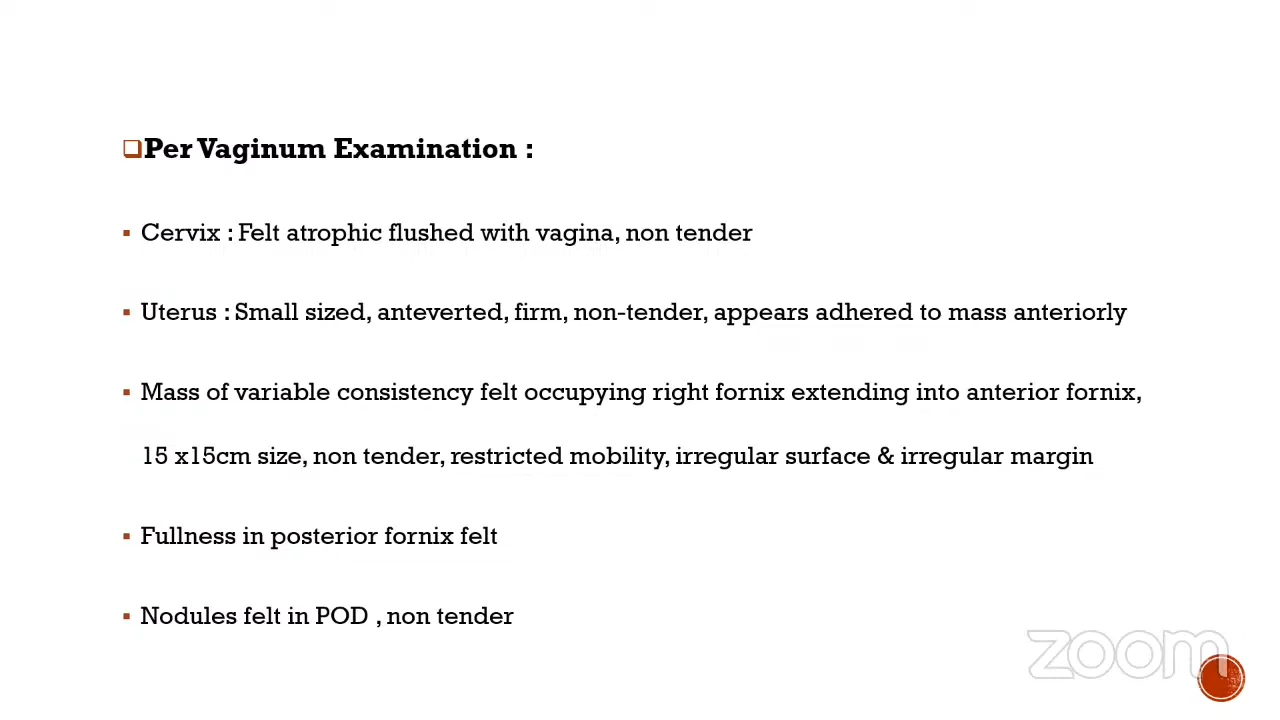 Per Vaginum Examination :
Cervix : Felt atrophic flushed with vagina, non tender
Uterus : Small sized, anteverted, firm, non-tender, appears adhered to mass anteriorly
Mass of variable consistency felt occupying right fornix extending into anterior fornix,
15 x15cm size, non tender, restricted mobility, irregular surface & irregular margin
Fullness in posterior fornix felt
Nodules felt in POD , non tender
zoom